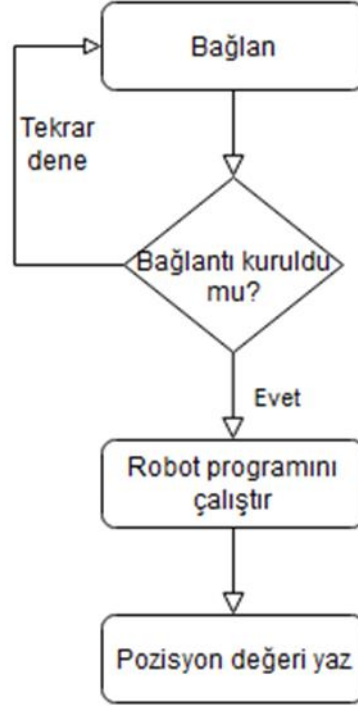 Bağlan
Tekrar
dene
Bağlantı kuruldu
mu?
Evet
Robot programını
çalıştır
Pozisyon değeri yaz